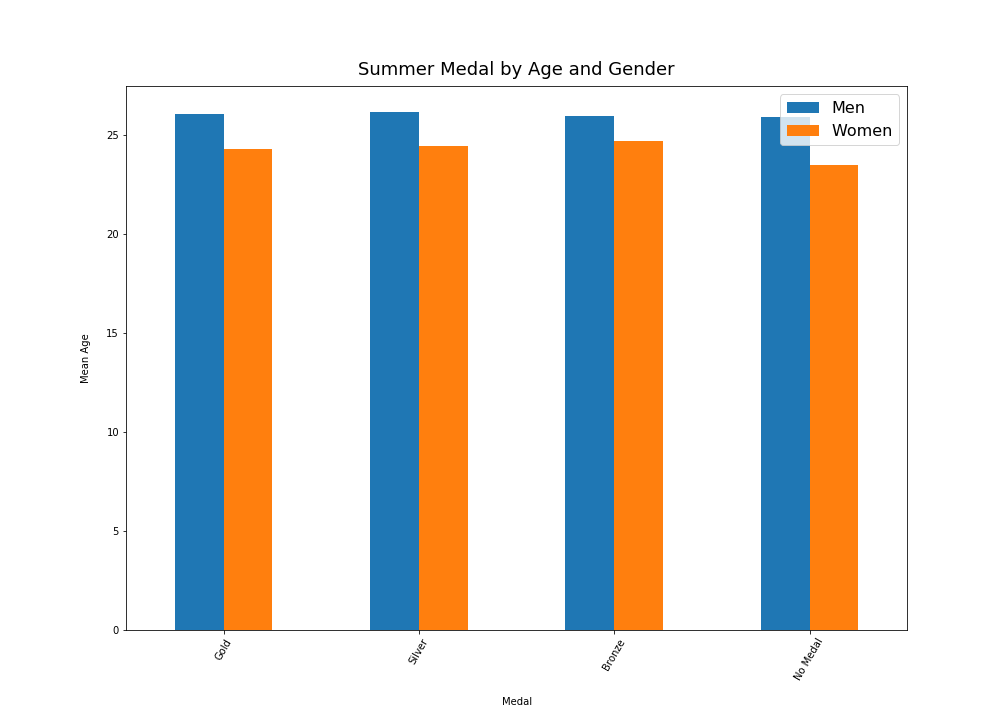 Summer Medal by Age and Gender
Men
Women
25
20
15
10
5
0
Mean Age
Gold
Silver
Bronze
No Medal
Medal